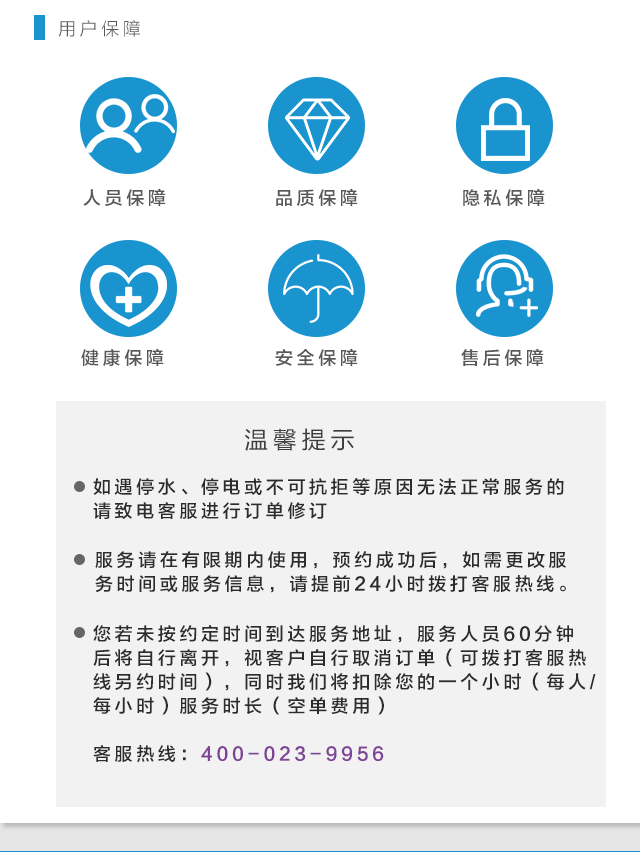 用户保障
人员保障
品质保障
隐私保障
健康保障
安全保障
售后保障
温馨提示
如遇停水、停电或不可抗拒等原因无法正常服务的
请致电客服进行订单修订
服务请在有限期内使用，预约成功后，如需更改服
务时间或服务信息，请提前24小时拨打客服热线。
您若未按约定时间到达服务地址，服务人员60分钟
后将自行离开，视客户自行取消订单（可拨打客服热
线另约时间），同时我们将扣除您的一个小时（每人/
每小时）服务时长（空单费用）
客服热线：400-023-9956